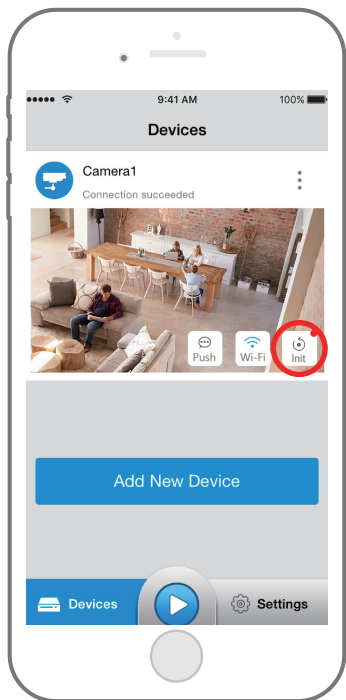 9:41 AM 100%
Devices
Camera1
Connection succeeded
Push Wi-Fi Init
Add New Device
Devices Settings